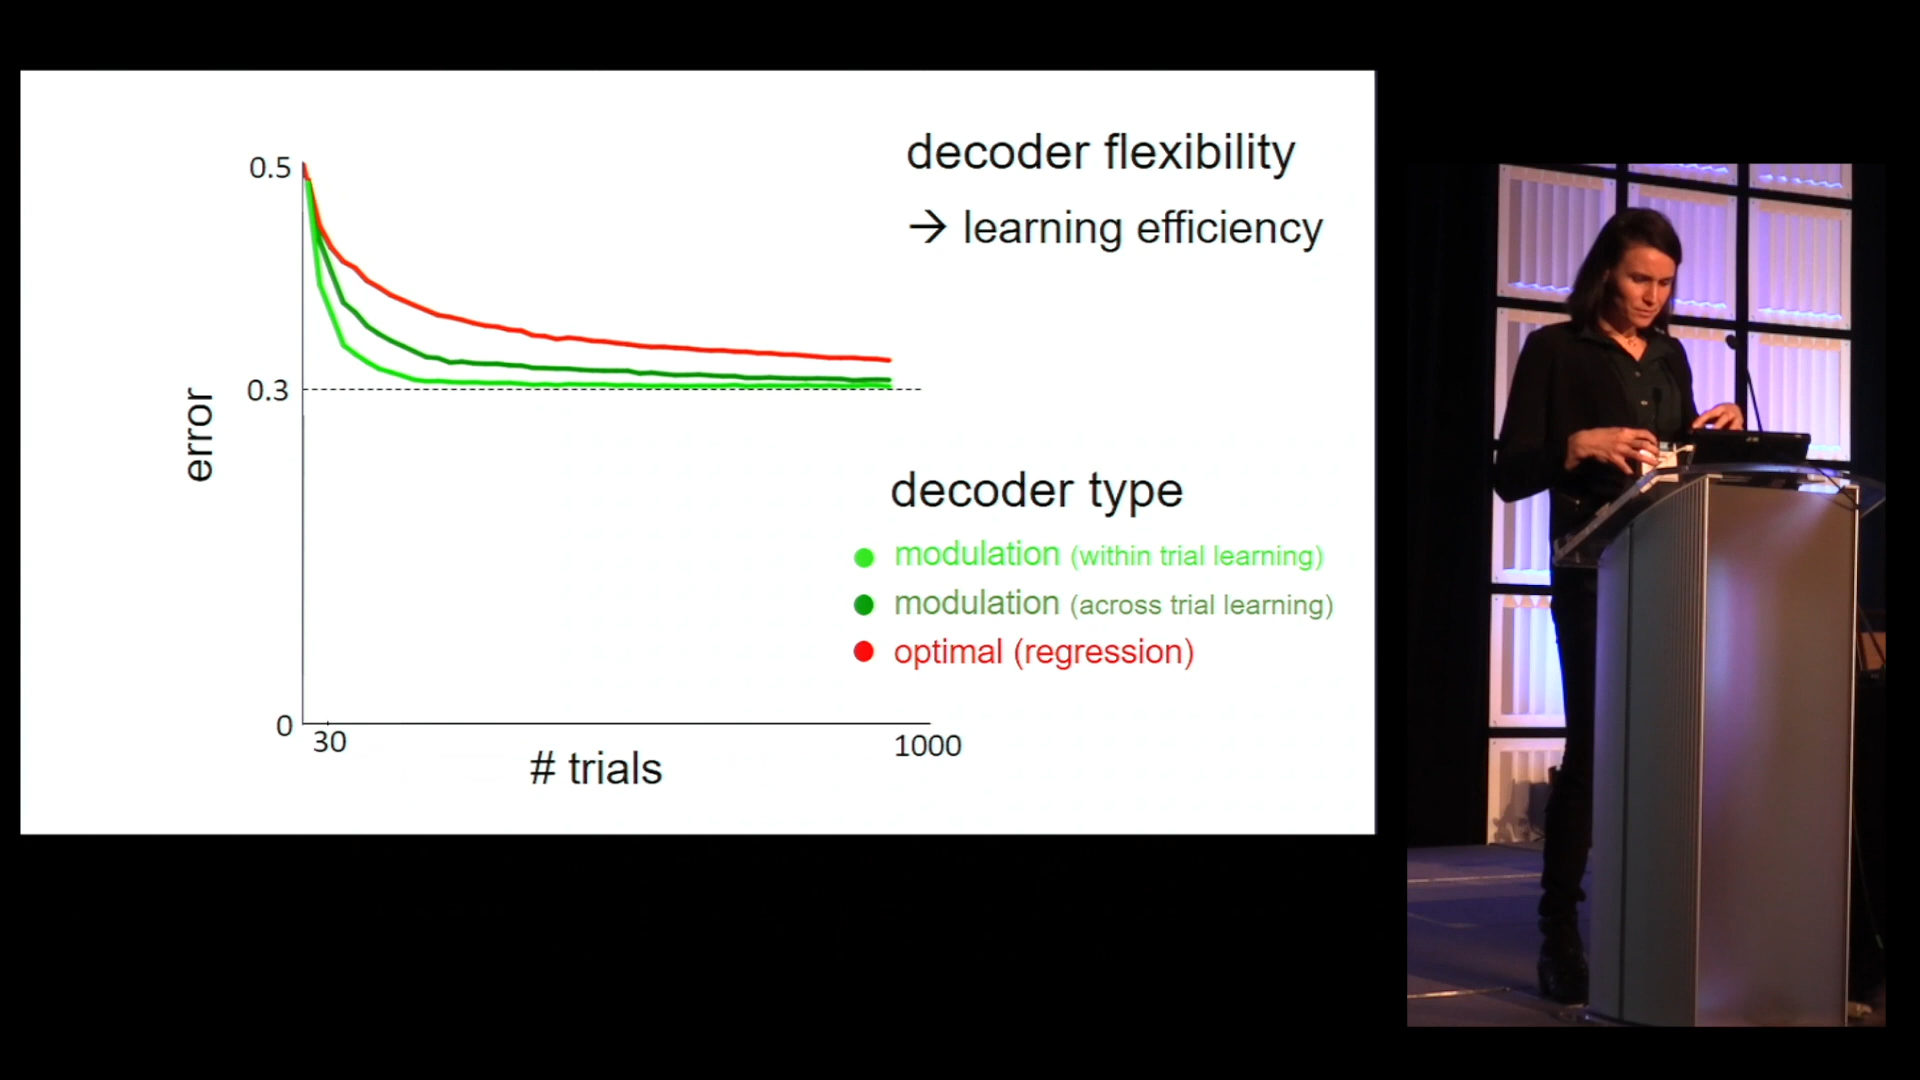 decoder flexibility
→ learning efficiency
0.5
0.3
0
error
30
1000
# trials
decoder type
modulation (within trial learning)
modulation (across trial learning)
optimal (regression)